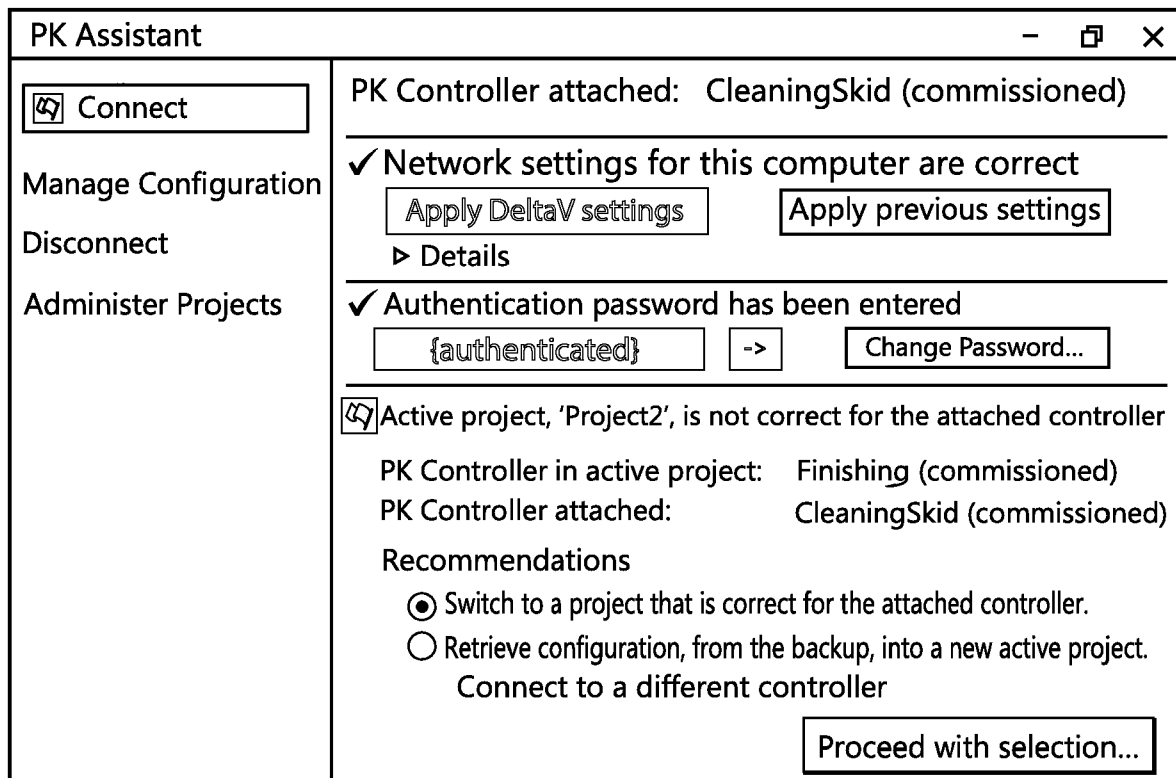 PK Assistant
Connect
Manage Configuration
Disconnect
Administer Projects
PK Controller attached: CleaningSkid (commissioned)
✓ Network settings for this computer are correct
Apply DeltaV settings Apply previous settings
▷ Details
✓ Authentication password has been entered
{authenticated} -> Change Password...
Active project, ‘Project2’, is not correct for the attached controller
PK Controller in active project: Finishing (commissioned)
PK Controller attached: CleaningSkid (commissioned)
Recommendations
Switch to a project that is correct for the attached controller.
Retrieve configuration, from the backup, into a new active project.
Connect to a different controller
Proceed with selection...